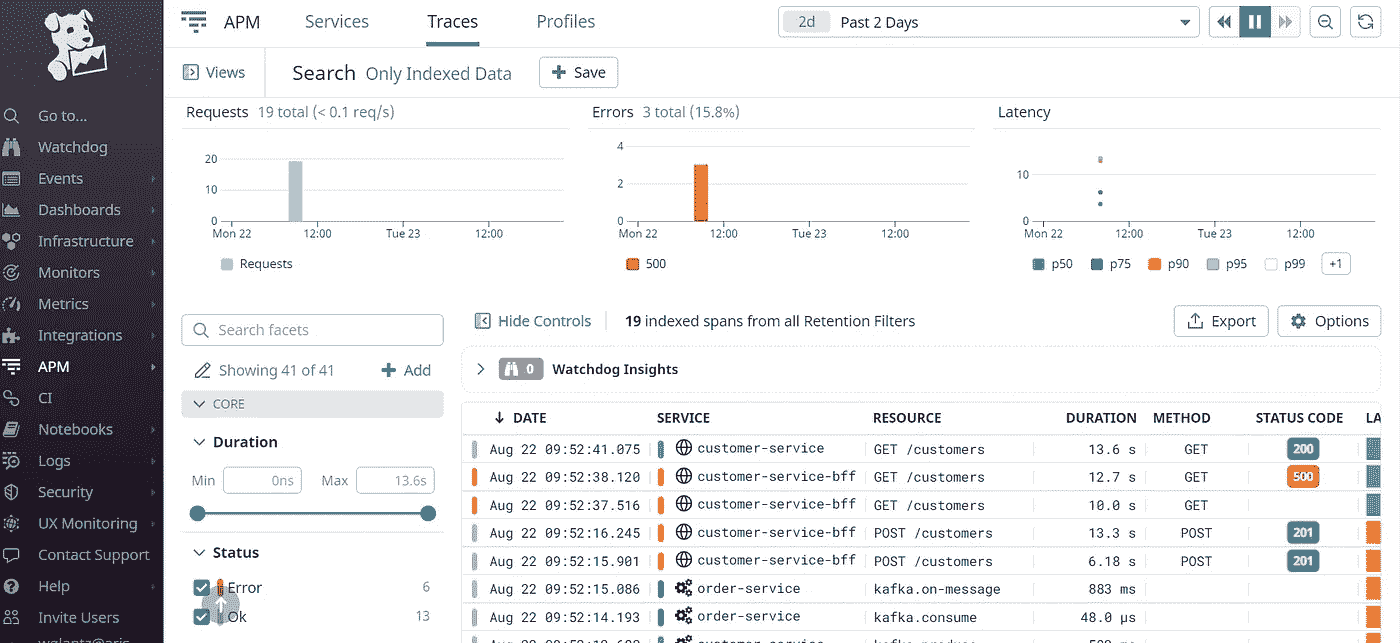 APM Services Traces Profiles 2d Past 2 Days
Views Search Only Indexed Data + Save
Go to...
Watchdog
Events
Dashboards
Infrastructure
Monitors
Metrics
Integrations
APM
CI
Notebooks
Logs
Security
UX Monitoring
Contact Support
Help
Invite Users
Requests 19 total (< 0.1 req/s)
20
10
0
Mon 22 12:00 Tue 23 12:00
Requests
Errors 3 total (15.8%)
4
2
0
Mon 22 12:00 Tue 23 12:00
500
Latency
10
0
Mon 22 12:00 Tue 23 12:00
p50 p75 p90 p95 p99 +1
Search facets
Showing 41 of 41 + Add
CORE
Duration
Min 0ns Max 13.6s
Status
Error 6
Ok 13
Hide Controls 19 indexed spans from all Retention Filters Export Options
0 Watchdog Insights
↓ DATE SERVICE RESOURCE DURATION METHOD STATUS CODE LA
Aug 22 09:52:41.075 customer-service GET /customers 13.6 s GET 200
Aug 22 09:52:38.120 customer-service-bff GET /customers 12.7 s GET 500
Aug 22 09:52:37.516 customer-service-bff GET /customers 10.0 s GET
Aug 22 09:52:16.245 customer-service-bff POST /customers 13.3 s POST 201
Aug 22 09:52:15.901 customer-service-bff POST /customers 6.18 s POST 201
Aug 22 09:52:15.086 order-service kafka.on-message 883 ms
Aug 22 09:52:14.193 order-service kafka.consume 48.0 μs